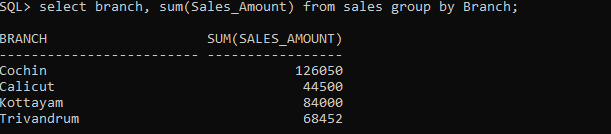 SQL> select branch, sum(Sales_Amount) from sales group by Branch;
BRANCH SUM(SALES_AMOUNT)
------------------------- -----------------
Cochin 126050
Calicut 44500
Kottayam 84000
Trivandrum 68452